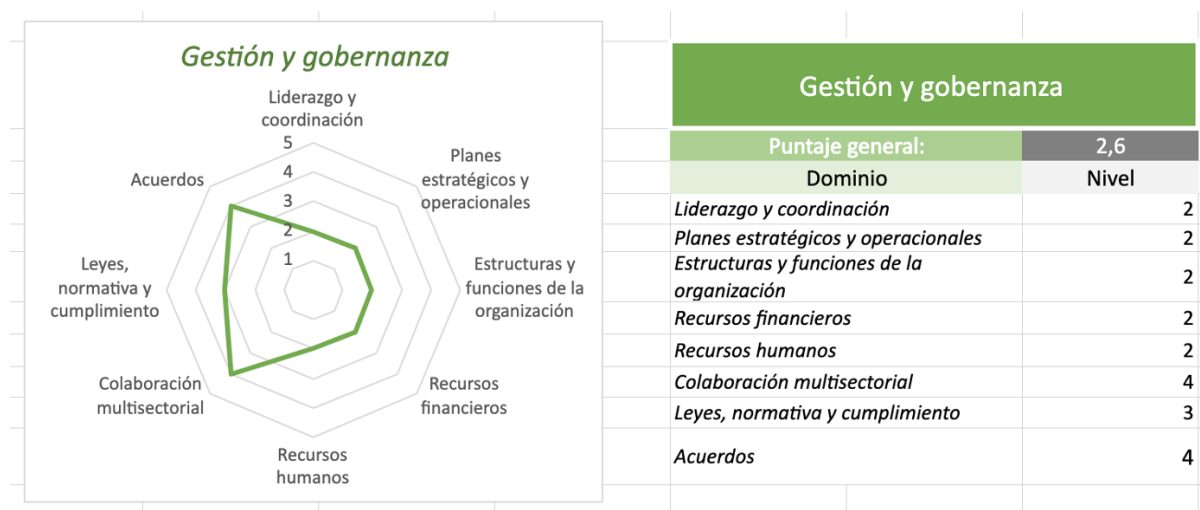 Gestión y gobernanza
Liderazgo y
coordinación
5
4
3
2
1
Planes
estratégicos y
operacionales
Estructuras y
funciones de la
organización
Recursos
financieros
Recursos
humanos
Colaboración
multisectorial
Leyes,
normativa y
cumplimiento
Acuerdos
Gestión y gobernanza
Puntaje general: 2,6
Dominio Nivel
Liderazgo y coordinación 2
Planes estratégicos y operacionales 2
Estructuras y funciones de la
organización 2
Recursos financieros 2
Recursos humanos 2
Colaboración multisectorial 4
Leyes, normativa y cumplimiento 3
Acuerdos 4